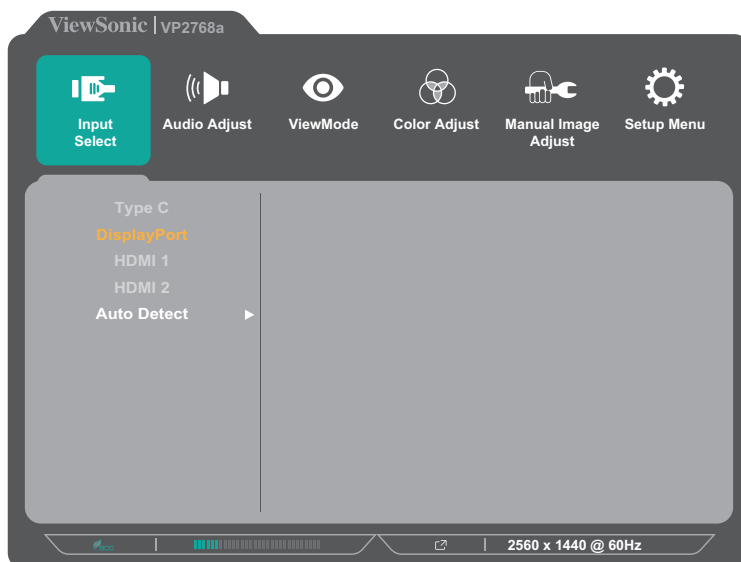 ViewSonic | VP2768a
Input
Select
Audio Adjust
ViewMode
Color Adjust
Manual Image
Adjust
Setup Menu
Type C
DisplayPort
HDMI 1
HDMI 2
Auto Detect
eco
2560 x 1440 @ 60Hz